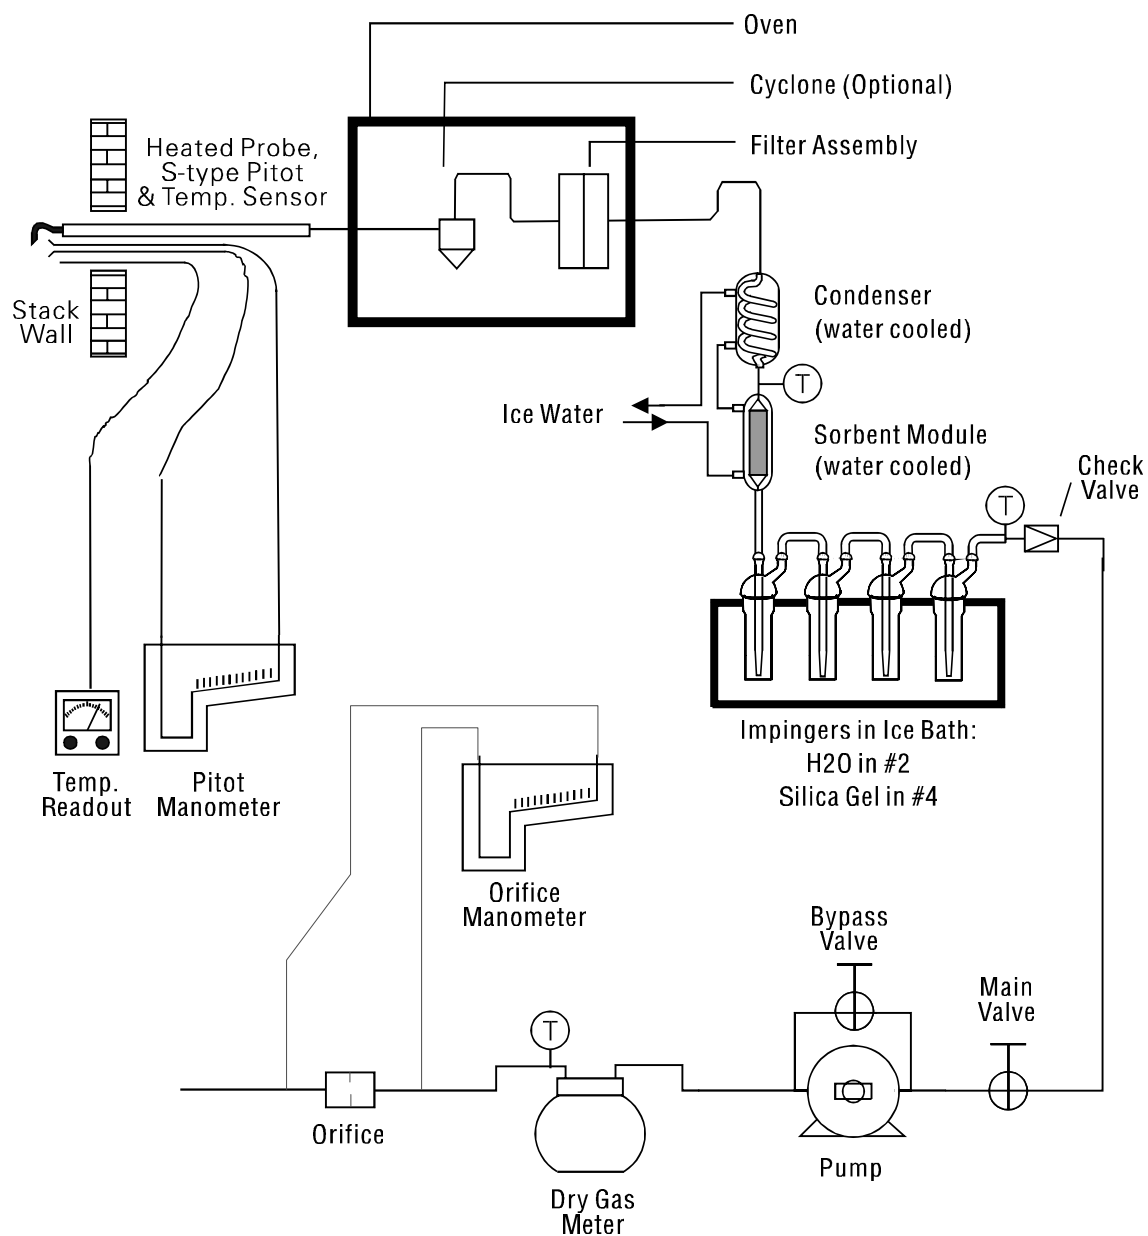 Oven
Cyclone (Optional)
Filter Assembly
Heated Probe,
S-type Pitot
& Temp. Sensor
Stack
Wall
Condenser
(water cooled)
T
Ice Water
Sorbent Module
(water cooled)
Check
Valve
T
Impingers in Ice Bath:
H2O in #2
Silica Gel in #4
Temp.
Readout
Pitot
Manometer
Orifice
Manometer
Bypass
Valve
Main
Valve
T
Orifice
Pump
Dry Gas
Meter